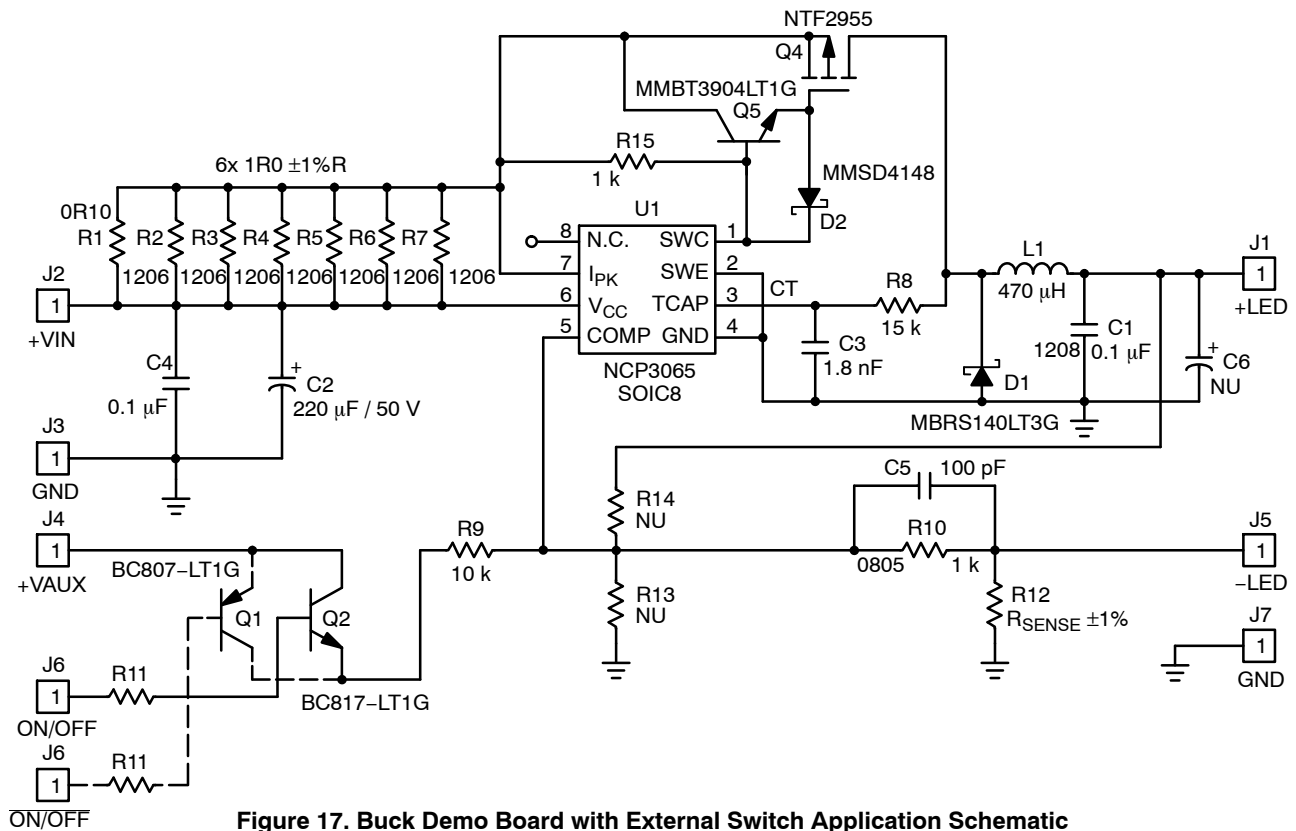 NTF2955
Q4
MMBT3904LT1G
Q5
R15
1 k
MMSD4148
D2
6x 1R0 ±1%R
0R10
R1 R2 R3 R4 R5 R6 R7
1206 1206 1206 1206 1206 1206
U1
8 N.C. SWC 1
7 IPK SWE 2
6 VCC TCAP 3
5 COMP GND 4
NCP3065
SOIC8
CT
R8
15 k
L1
470 μH
J1
1
+LED
J2
1
+VIN
C4
0.1 μF
+
C2
220 μF / 50 V
C3
1.8 nF
D1
MBRS140LT3G
C1
1208 0.1 μF
+
C6
NU
J3
1
GND
R14
NU
C5 100 pF
R10
0805 1 k
J5
1
–LED
J4
1
+VAUX
BC807–LT1G
Q1
Q2
R9
10 k
R13
NU
R12
RSENSE ±1%
J7
1
GND
J6
1
ON/OFF
R11
BC817–LT1G
J6
1
ON/OFF
R11
Figure 17. Buck Demo Board with External Switch Application Schematic